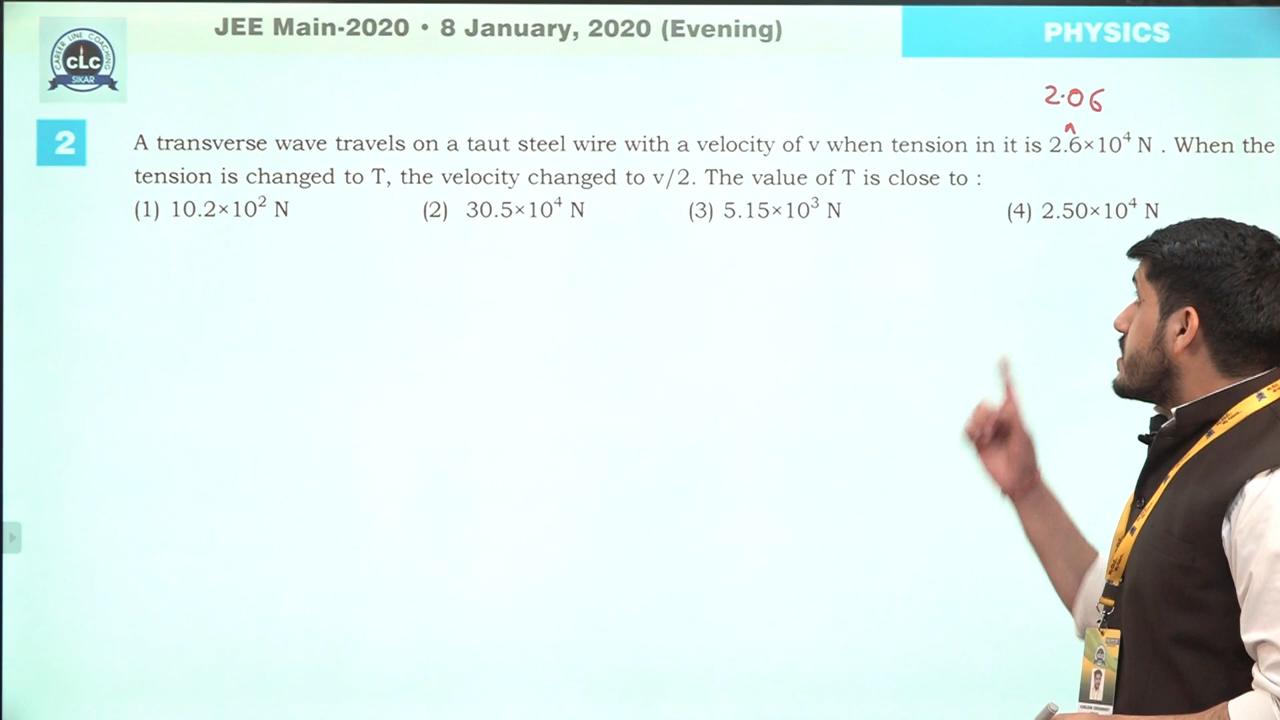 JEE Main-2020 • 8 January, 2020 (Evening)
PHYSICS
CAREER LINE COACHING
CLC
SIKAR
2.06
^
2
A transverse wave travels on a taut steel wire with a velocity of v when tension in it is 2.6×10⁴ N . When the
tension is changed to T, the velocity changed to v/2. The value of T is close to :
(1) 10.2×10² N (2) 30.5×10⁴ N (3) 5.15×10³ N (4) 2.50×10⁴ N